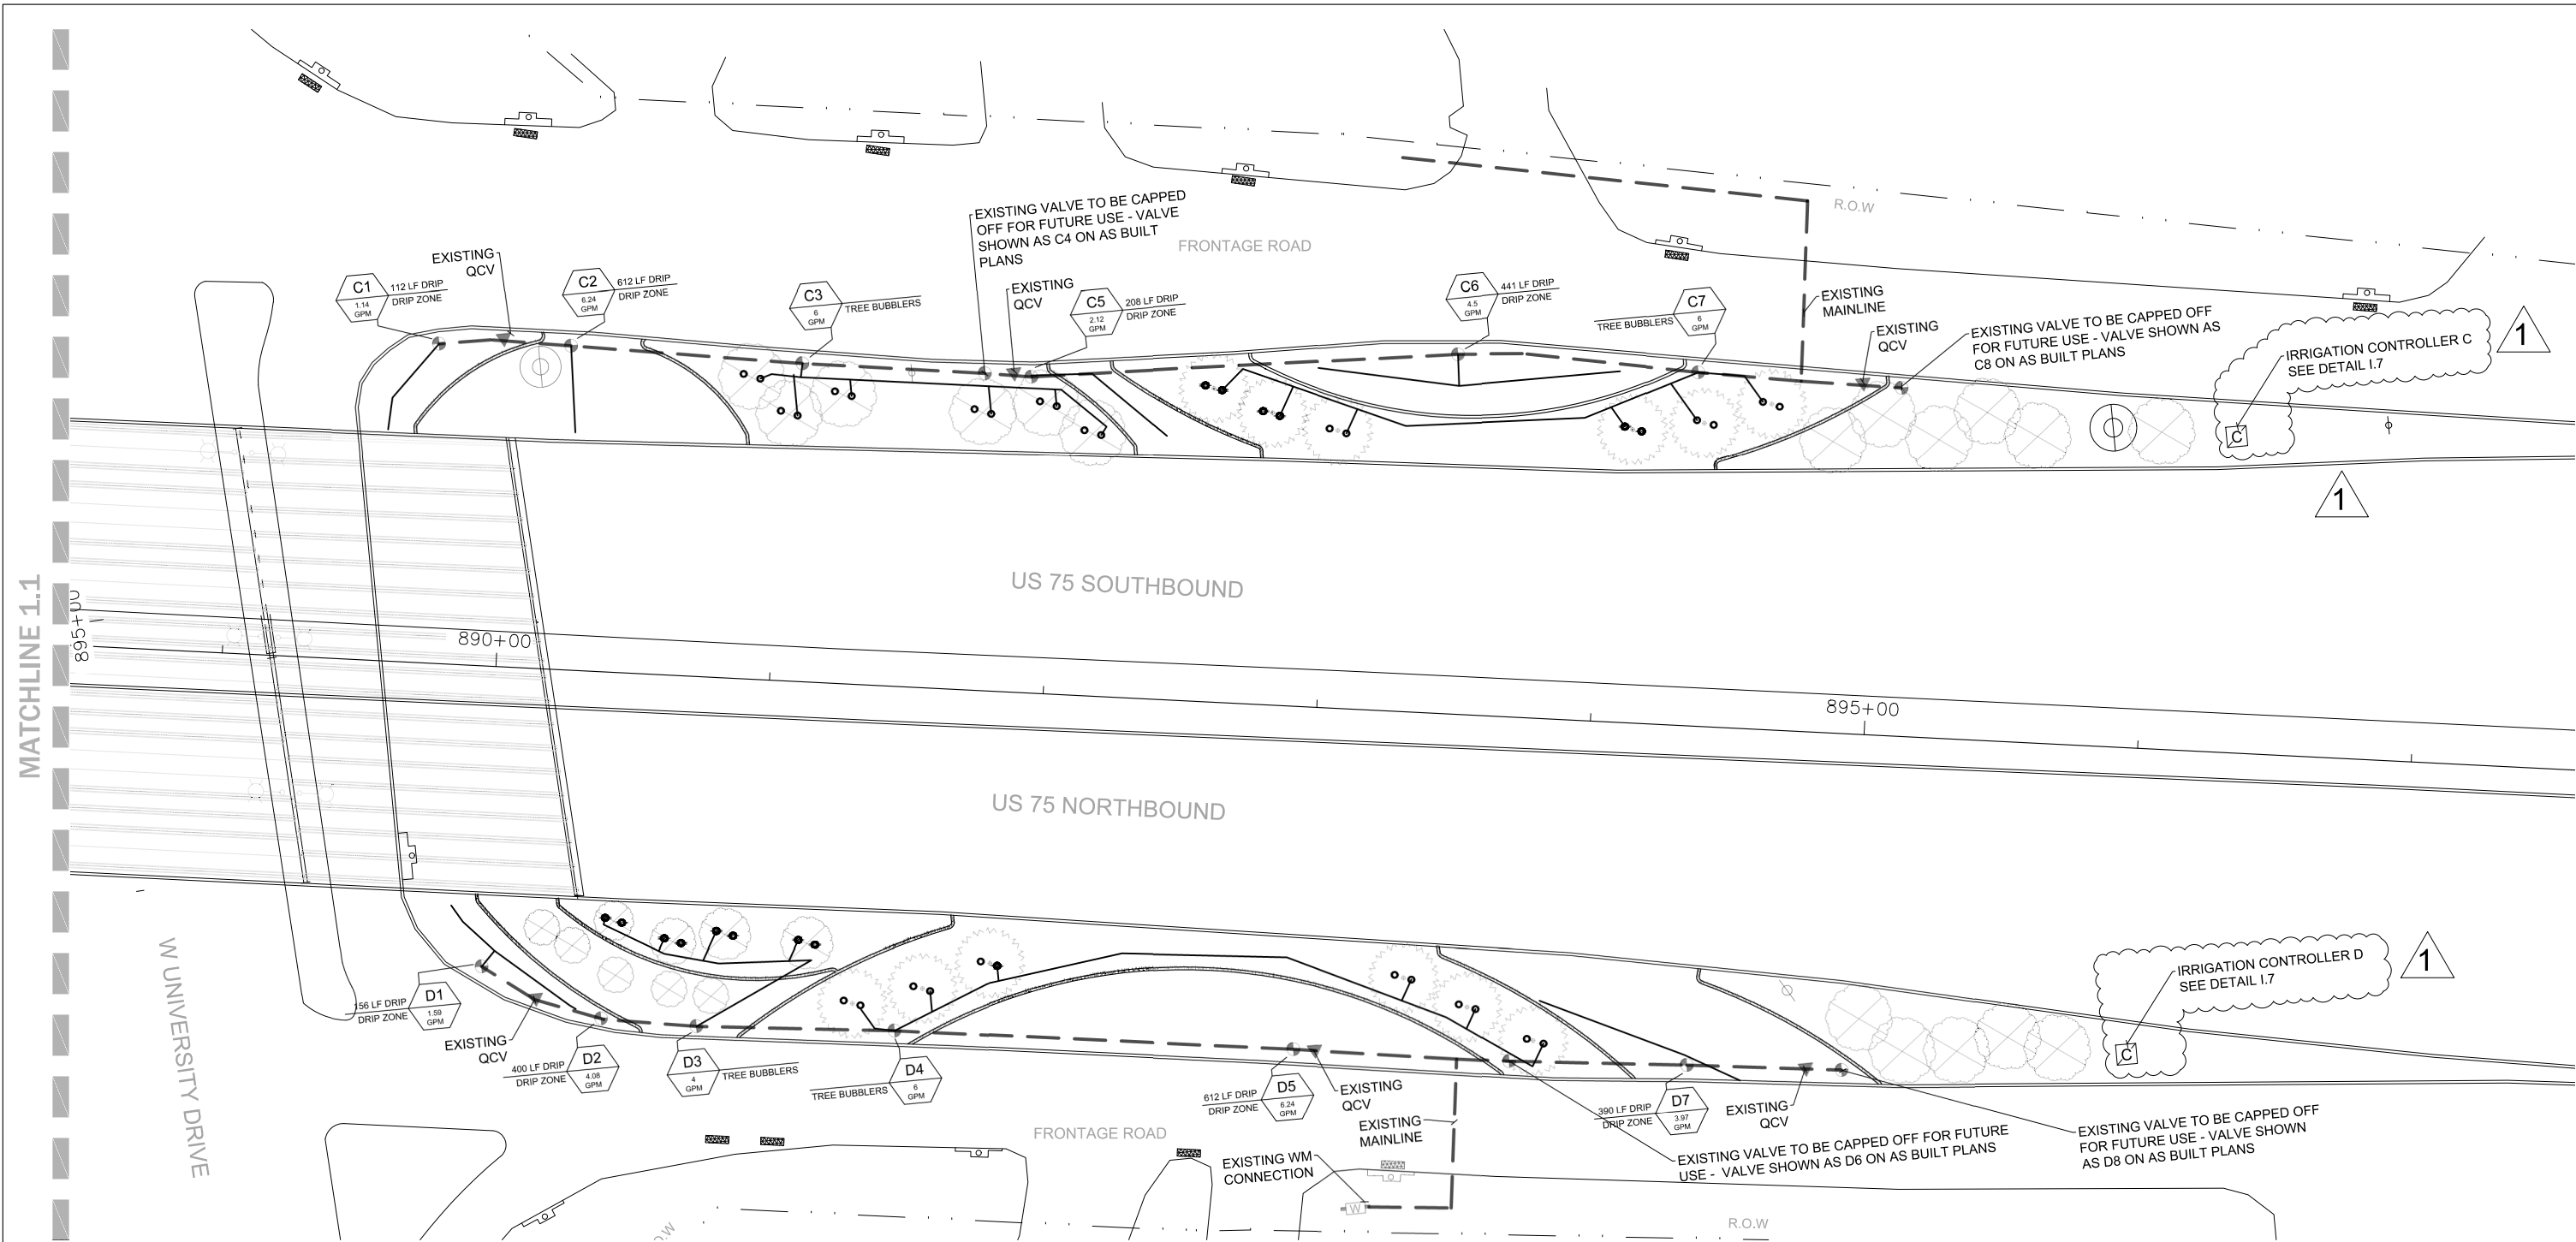 EXISTING VALVE TO BE CAPPED
OFF FOR FUTURE USE - VALVE
SHOWN AS C4 ON AS BUILT
PLANS
FRONTAGE ROAD
R.O.W
EXISTING
QCV
C1
1.14
GPM
112 LF DRIP
DRIP ZONE
C2
6.24
GPM
612 LF DRIP
DRIP ZONE
C3
6
GPM
TREE BUBBLERS
EXISTING
QCV
C5
2.12
GPM
208 LF DRIP
DRIP ZONE
C6
4.5
GPM
441 LF DRIP
DRIP ZONE
TREE BUBBLERS
C7
6
GPM
EXISTING
MAINLINE
EXISTING
QCV
EXISTING VALVE TO BE CAPPED OFF
FOR FUTURE USE - VALVE SHOWN AS
C8 ON AS BUILT PLANS
IRRIGATION CONTROLLER C
SEE DETAIL I.7
1
C
1
MATCHLINE 1.1
895+00
890+00
US 75 SOUTHBOUND
895+00
US 75 NORTHBOUND
W UNIVERSITY DRIVE
156 LF DRIP
DRIP ZONE
D1
1.59
GPM
EXISTING
QCV
400 LF DRIP
DRIP ZONE
D2
4.08
GPM
D3
4
GPM
TREE BUBBLERS
TREE BUBBLERS
D4
6
GPM
612 LF DRIP
DRIP ZONE
D5
6.24
GPM
EXISTING
QCV
EXISTING
MAINLINE
FRONTAGE ROAD
EXISTING WM
CONNECTION
W
390 LF DRIP
DRIP ZONE
D7
3.97
GPM
EXISTING
QCV
EXISTING VALVE TO BE CAPPED OFF FOR FUTURE
USE - VALVE SHOWN AS D6 ON AS BUILT PLANS
EXISTING VALVE TO BE CAPPED OFF
FOR FUTURE USE - VALVE SHOWN
AS D8 ON AS BUILT PLANS
IRRIGATION CONTROLLER D
SEE DETAIL I.7
1
C
R.O.W
O.W